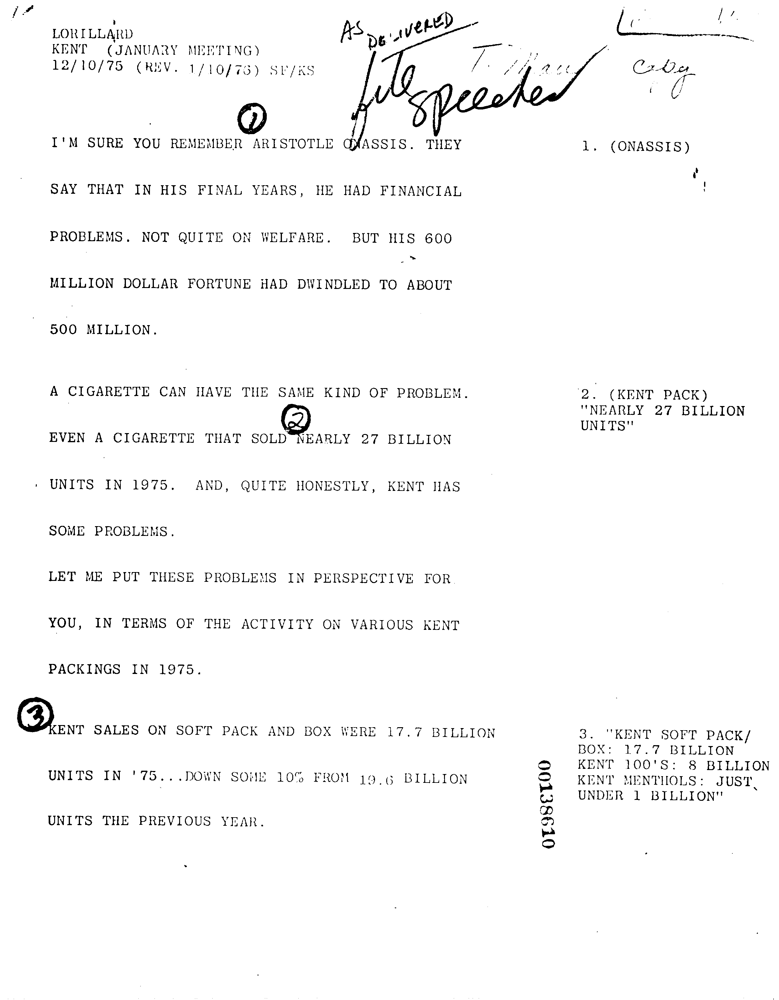 LORILLARD
KENT (JANUARY MEETING)
12/10/75 (REV. 1/10/76) SF/KS
AS DELIVERED
file
speeches
①
I'M SURE YOU REMEMBER ARISTOTLE ONASSIS. THEY
1. (ONASSIS)
SAY THAT IN HIS FINAL YEARS, HE HAD FINANCIAL
PROBLEMS. NOT QUITE ON WELFARE. BUT HIS 600
MILLION DOLLAR FORTUNE HAD DWINDLED TO ABOUT
500 MILLION.
A CIGARETTE CAN HAVE THE SAME KIND OF PROBLEM.
②
EVEN A CIGARETTE THAT SOLD NEARLY 27 BILLION
2. (KENT PACK)
"NEARLY 27 BILLION
UNITS"
UNITS IN 1975. AND, QUITE HONESTLY, KENT HAS
SOME PROBLEMS.
LET ME PUT THESE PROBLEMS IN PERSPECTIVE FOR
YOU, IN TERMS OF THE ACTIVITY ON VARIOUS KENT
PACKINGS IN 1975.
③
KENT SALES ON SOFT PACK AND BOX WERE 17.7 BILLION
UNITS IN '75...DOWN SOME 10% FROM 19.6 BILLION
UNITS THE PREVIOUS YEAR.
3. "KENT SOFT PACK/
BOX: 17.7 BILLION
KENT 100'S: 8 BILLION
KENT MENTHOLS: JUST
UNDER 1 BILLION"
00138610